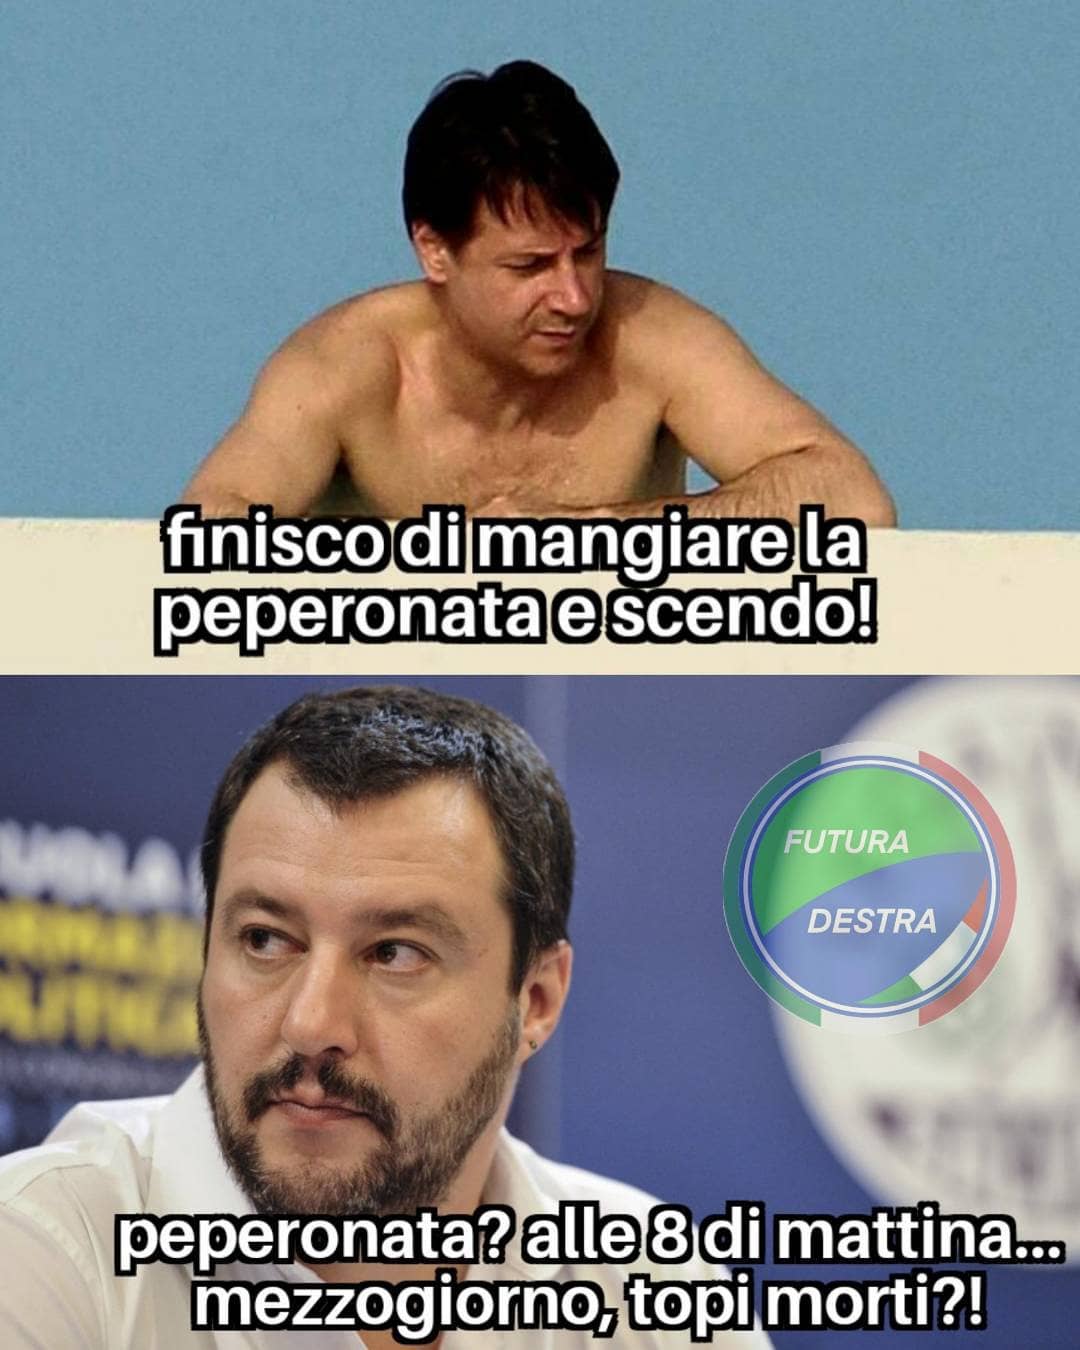 finisco di mangiare la
peperonata e scendo!
FUTURA
DESTRA
peperonata? alle 8 di mattina...
mezzogiorno, topi morti?!